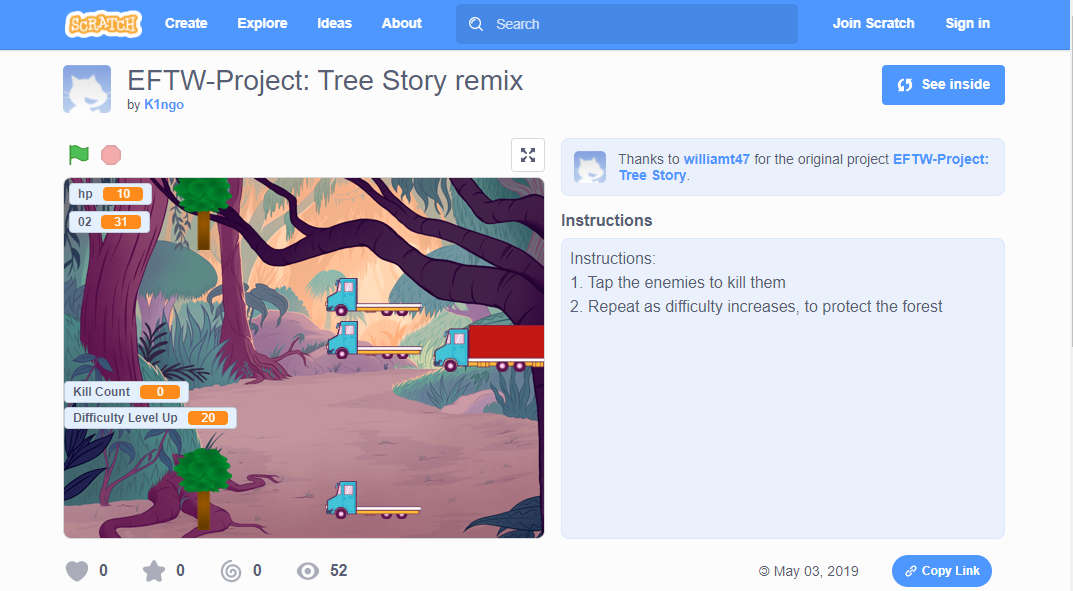 SCRATCH Create Explore Ideas About Search Join Scratch Sign in
EFTW-Project: Tree Story remix
by K1ngo
See inside
Thanks to williamt47 for the original project EFTW-Project:
Tree Story.
hp 10
02 31
Kill Count 0
Difficulty Level Up 20
Instructions
Instructions:
1. Tap the enemies to kill them
2. Repeat as difficulty increases, to protect the forest
0 0 0 52
© May 03, 2019
Copy Link